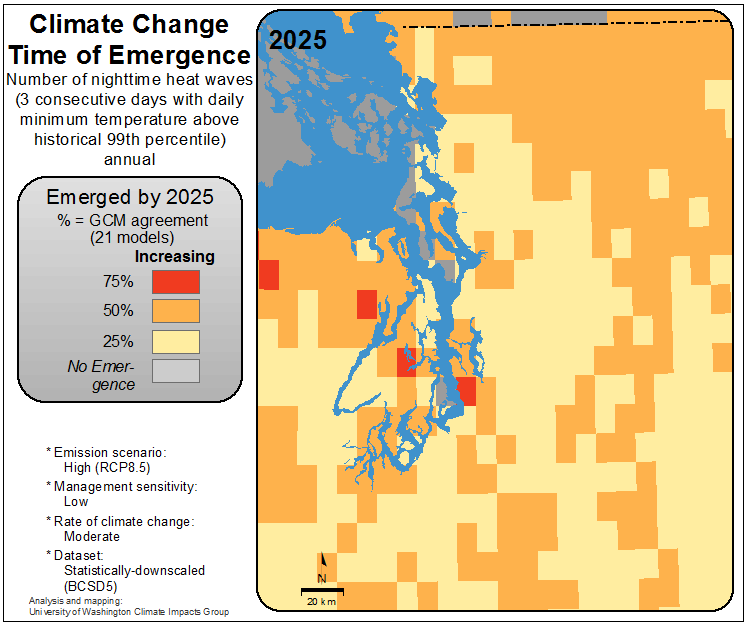 Climate Change
Time of Emergence
Number of nighttime heat waves
(3 consecutive days with daily
minimum temperature above
historical 99th percentile)
annual
Emerged by 2025
% = GCM agreement
(21 models)
Increasing
75%
50%
25%
No Emer-
gence
* Emission scenario:
High (RCP8.5)
* Management sensitivity:
Low
* Rate of climate change:
Moderate
* Dataset:
Statistically-downscaled
(BCSD5)
Analysis and mapping:
University of Washington Climate Impacts Group
2025
N
20 km